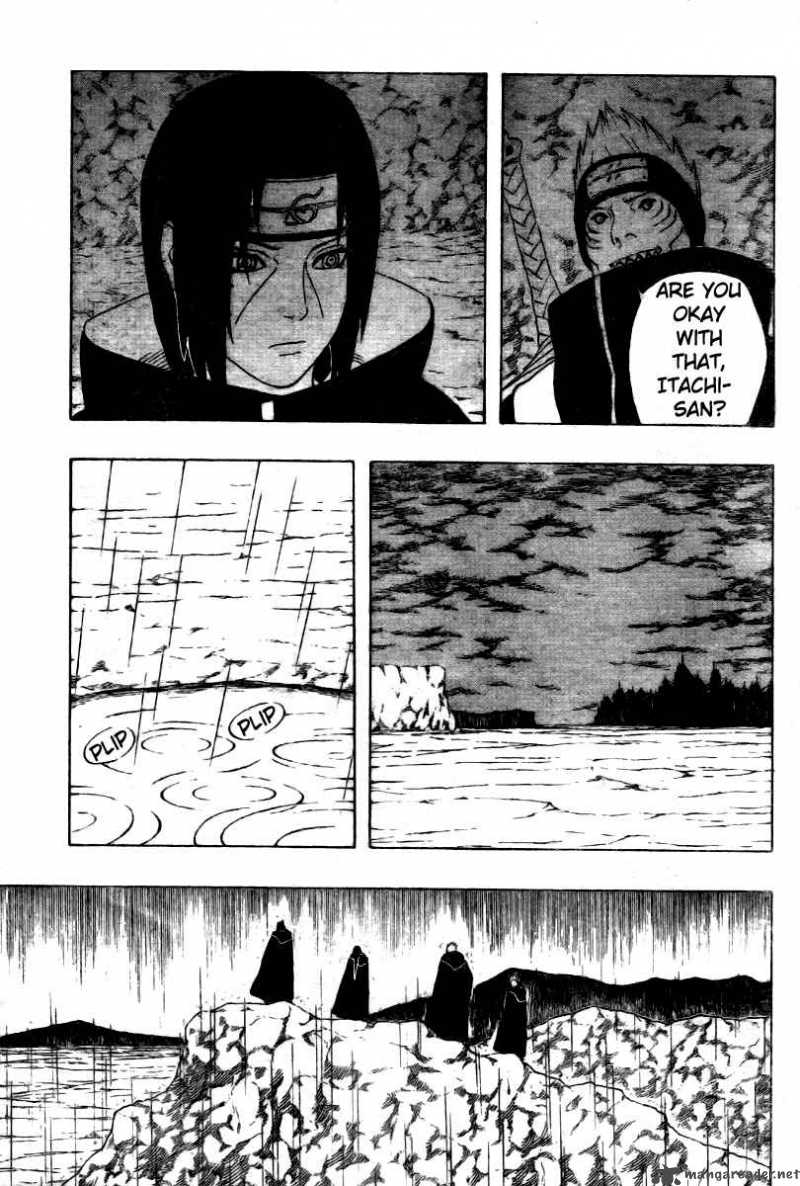 ARE YOU
OKAY
WITH
THAT,
ITACHI-
SAN?
PLIP
PLIP
mangareader.net